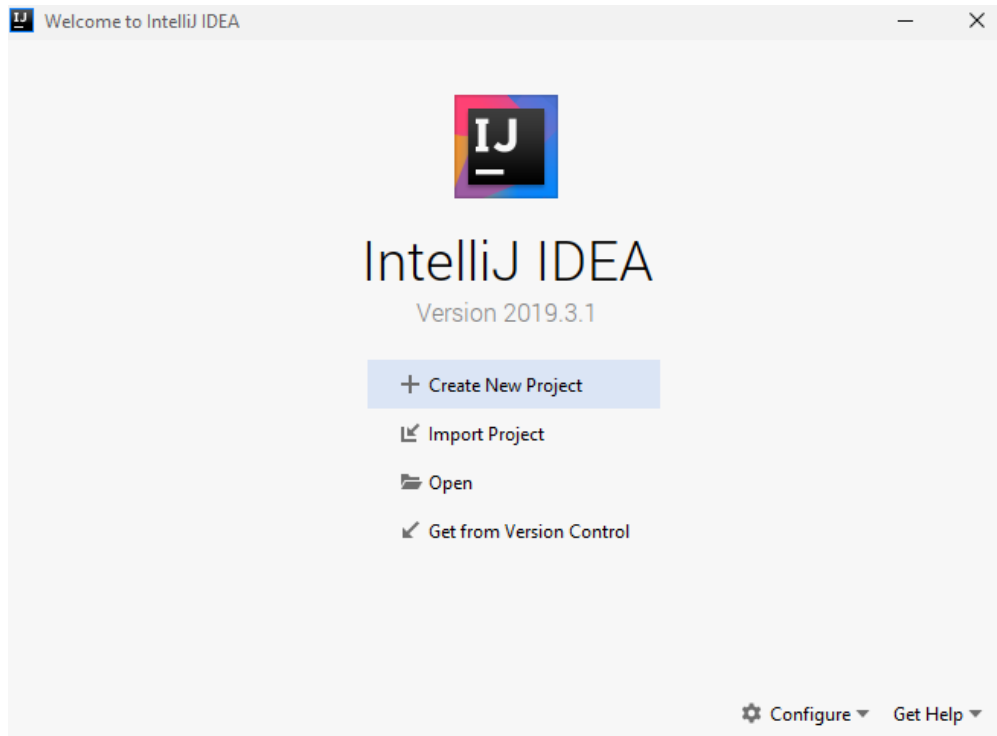 IJ Welcome to IntelliJ IDEA
IJ
IntelliJ IDEA
Version 2019.3.1
Create New Project
Import Project
Open
Get from Version Control
Configure Get Help